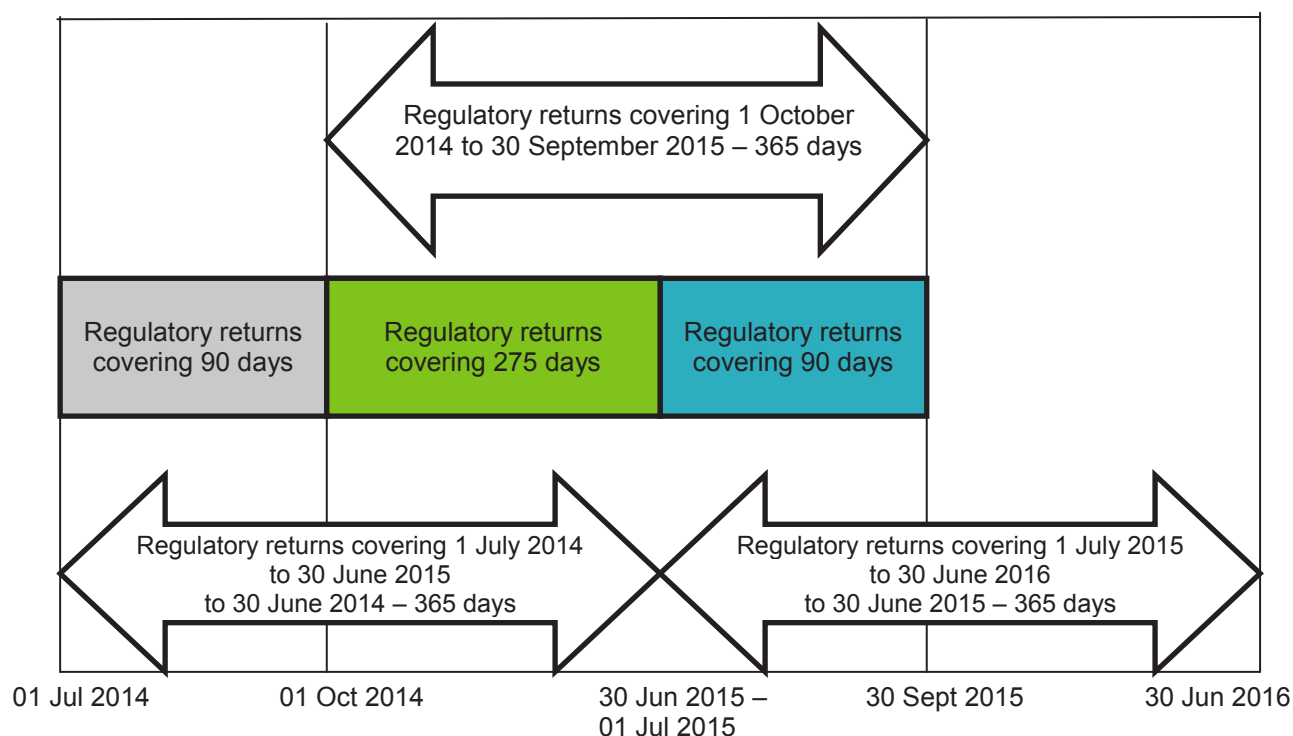 Regulatory returns covering 1 October
2014 to 30 September 2015 – 365 days
Regulatory returns
covering 90 days
Regulatory returns
covering 275 days
Regulatory returns
covering 90 days
Regulatory returns covering 1 July 2014
to 30 June 2015
to 30 June 2014 – 365 days
Regulatory returns covering 1 July 2015
to 30 June 2016
to 30 June 2015 – 365 days
01 Jul 2014
01 Oct 2014
30 Jun 2015 –
01 Jul 2015
30 Sept 2015
30 Jun 2016